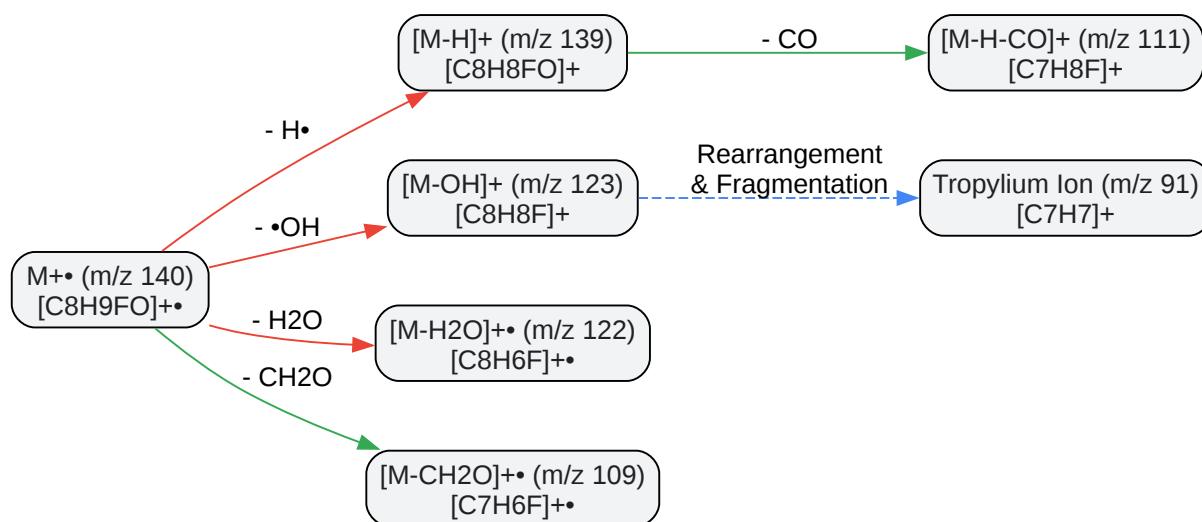 [M-H]+ (m/z 139)
[C8H8FO]+
- CO
[M-H-CO]+ (m/z 111)
[C7H8F]+
- H•
[M-OH]+ (m/z 123)
[C8H8F]+
Rearrangement
& Fragmentation
Tropylium Ion (m/z 91)
[C7H7]+
- •OH
M+• (m/z 140)
[C8H9FO]+•
- H2O
[M-H2O]+• (m/z 122)
[C8H6F]+•
- CH2O
[M-CH2O]+• (m/z 109)
[C7H6F]+•